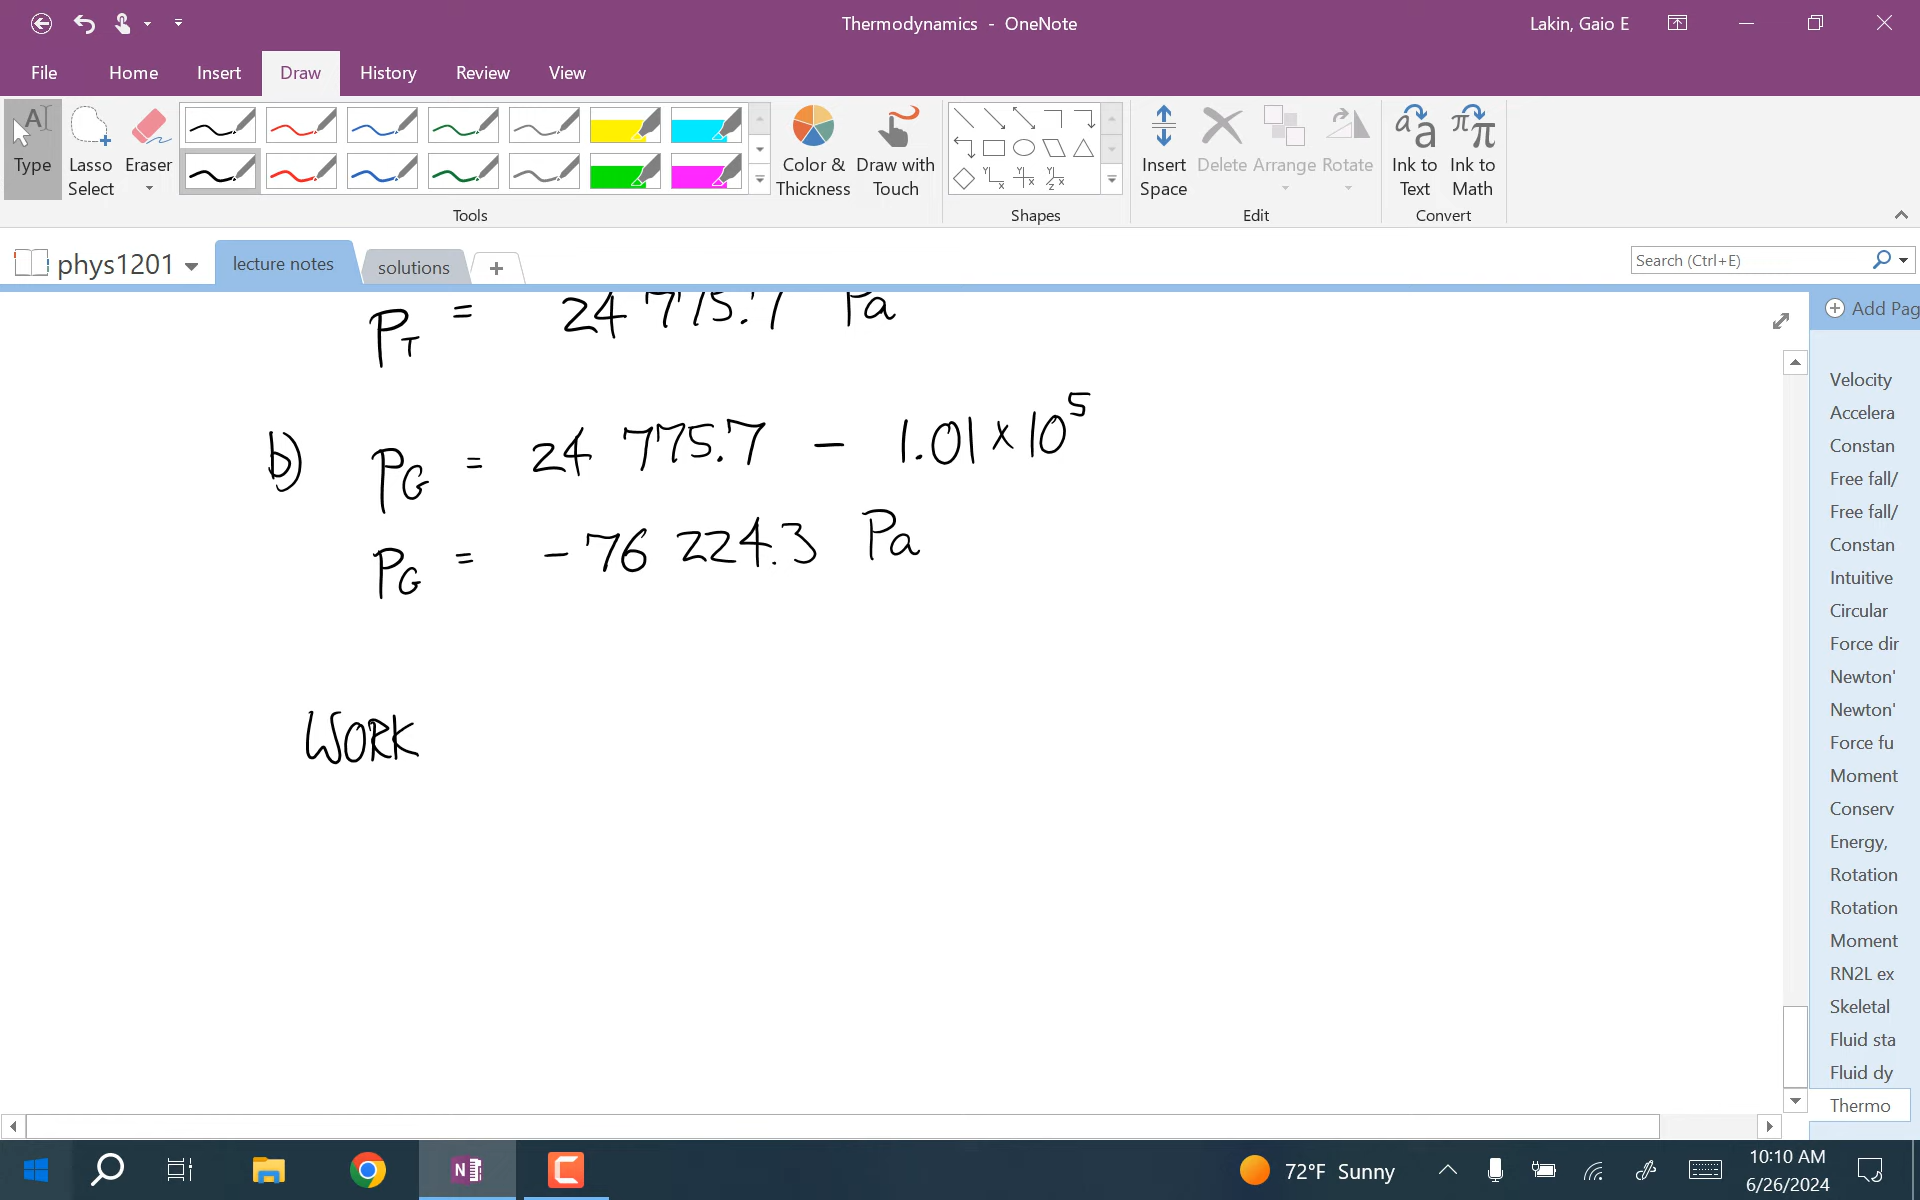 Thermodynamics - OneNote
Lakin, Gaio E
File Home Insert Draw History Review View
Type
Lasso Select
Eraser
Color & Thickness
Draw with Touch
Insert Space
Delete
Arrange
Rotate
Ink to Text
Ink to Math
Tools Shapes Edit Convert
phys1201
lecture notes
solutions
Search (Ctrl+E)
Add Pag
P_T = 24 775.7 Pa
b) P_G = 24 775.7 - 1.01 × 10^5
P_G = - 76 224.3 Pa
WORK
Velocity
Accelera
Constan
Free fall/
Free fall/
Constan
Intuitive
Circular
Force dir
Newton'
Newton'
Force fu
Moment
Conserv
Energy,
Rotation
Rotation
Moment
RN2L ex
Skeletal
Fluid sta
Fluid dy
Thermo
72°F Sunny
10:10 AM
6/26/2024